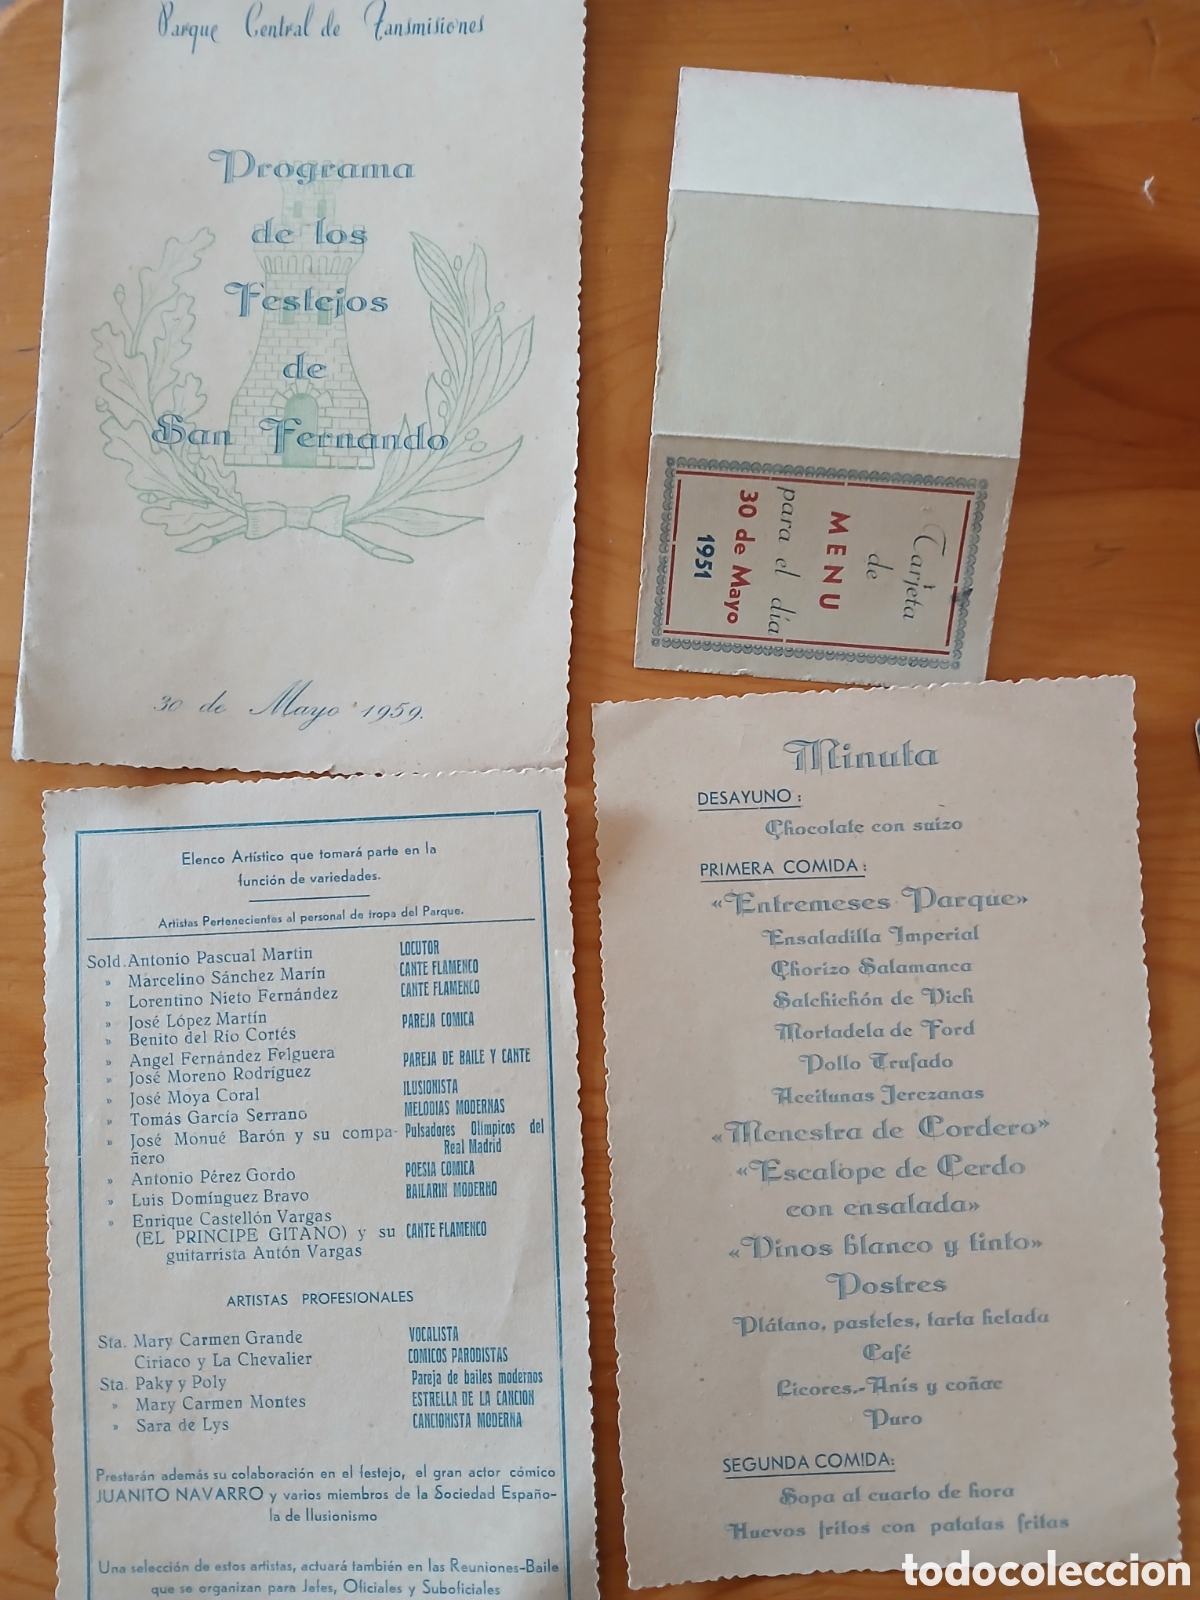 Parque Central de Tansmisiones
Programa
de los
Festejos
de
San Fernando
30 de Mayo 1959.
Tarjeta
de
MENU
para el día
30 de Mayo
1951
Elenco Artístico que tomará parte en la
función de variedades.
Artistas Pertenecientes al personal de tropa del Parque.
Sold. Antonio Pascual Martin LOCUTOR
» Marcelino Sánchez Marín CANTE FLAMENCO
» Lorentino Nieto Fernández CANTE FLAMENCO
» José López Martín PAREJA COMICA
» Benito del Río Cortés
» Angel Fernández Felguera PAREJA DE BAILE Y CANTE
» José Moreno Rodríguez
» José Moya Coral ILUSIONISTA
» Tomás García Serrano MELODIAS MODERNAS
» José Monué Barón y su compa- Pulsadores Olímpicos del
ñero Real Madrid
» Antonio Pérez Gordo POESIA COMICA
» Luis Domínguez Bravo BAILARIN MODERNO
» Enrique Castellón Vargas
(EL PRINCIPE GITANO) y su CANTE FLAMENCO
guitarrista Antón Vargas
ARTISTAS PROFESIONALES
Sta. Mary Carmen Grande VOCALISTA
Ciriaco y La Chevalier COMICOS PARODISTAS
Sta. Paky y Poly Pareja de bailes modernos
» Mary Carmen Montes ESTRELLA DE LA CANCION
» Sara de Lys CANCIONISTA MODERNA
Prestarán además su colaboración en el festejo, el gran actor cómico
JUANITO NAVARRO y varios miembros de la Sociedad Españo-
la de Ilusionismo
Una selección de estos artistas, actuará también en las Reuniones-Baile
que se organizan para Jefes, Oficiales y Suboficiales
Minuta
DESAYUNO:
Chocolate con suizo
PRIMERA COMIDA:
«Entremeses Parque»
Ensaladilla Imperial
Chorizo Salamanca
Salchichón de Vich
Mortadela de Ford
Pollo Trufado
Aceitunas Jerezanas
«Menestra de Cordero»
«Escalope de Cerdo
con ensalada»
«Vinos blanco y tinto»
Postres
Plátano, pasteles, tarta helada
Café
Licores.-Anís y coñac
Puro
SEGUNDA COMIDA:
Sopa al cuarto de hora
Huevos fritos con patatas fritas
todocoleccion